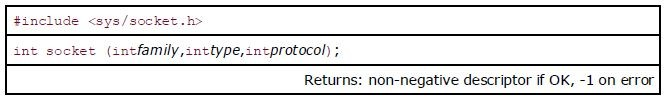 #include <sys/socket.h>
int socket (intfamily,inttype,intprotocol);
Returns: non-negative descriptor if OK, -1 on error